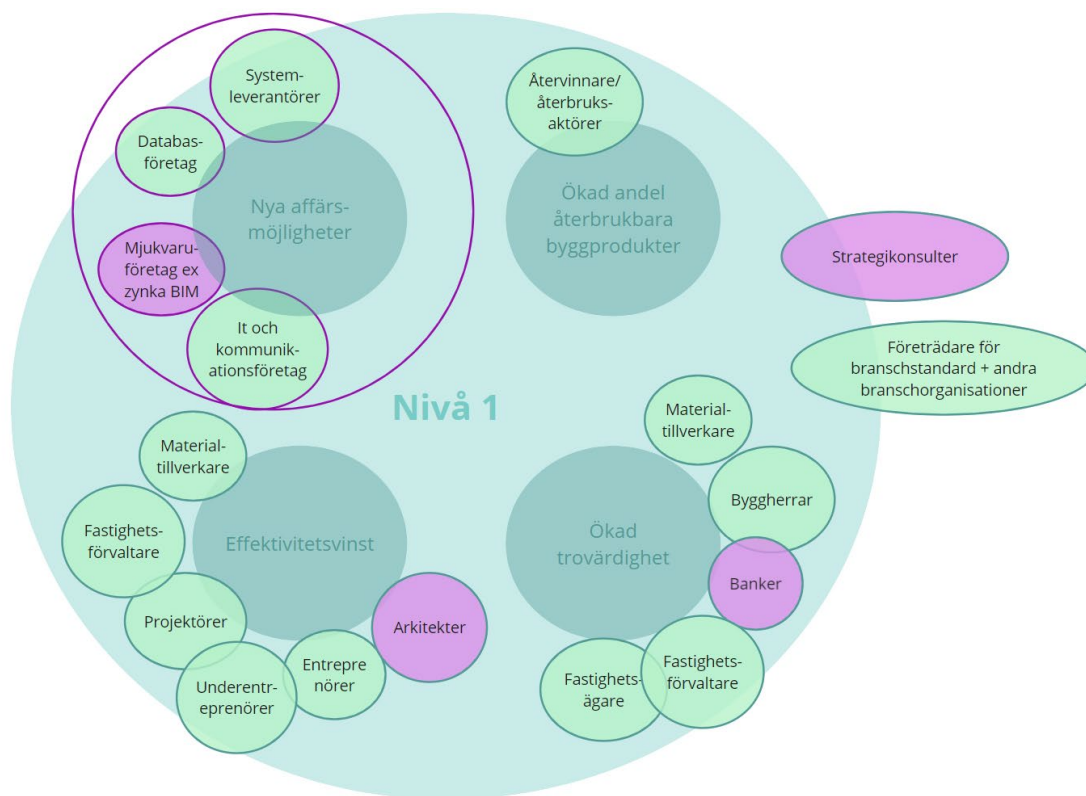 System-
leverantörer
Databas-
företag
Nya affärs-
möjligheter
Mjukvaru-
företag ex
zynka BIM
It och
kommunik-
ationsföretag
Återvinnare/
återbruks-
aktörer
Ökad andel
återbrukbara
byggprodukter
Strategikonsulter
Företrädare för
branschstandard + andra
branschorganisationer
Nivå 1
Material-
tillverkare
Fastighets-
förvaltare
Effektivitetsvinst
Projektörer
Underentr-
eprenörer
Entrepre
nörer
Arkitekter
Material-
tillverkare
Byggherrar
Ökad
trovärdighet
Banker
Fastighets-
förvaltare
Fastighets-
ägare